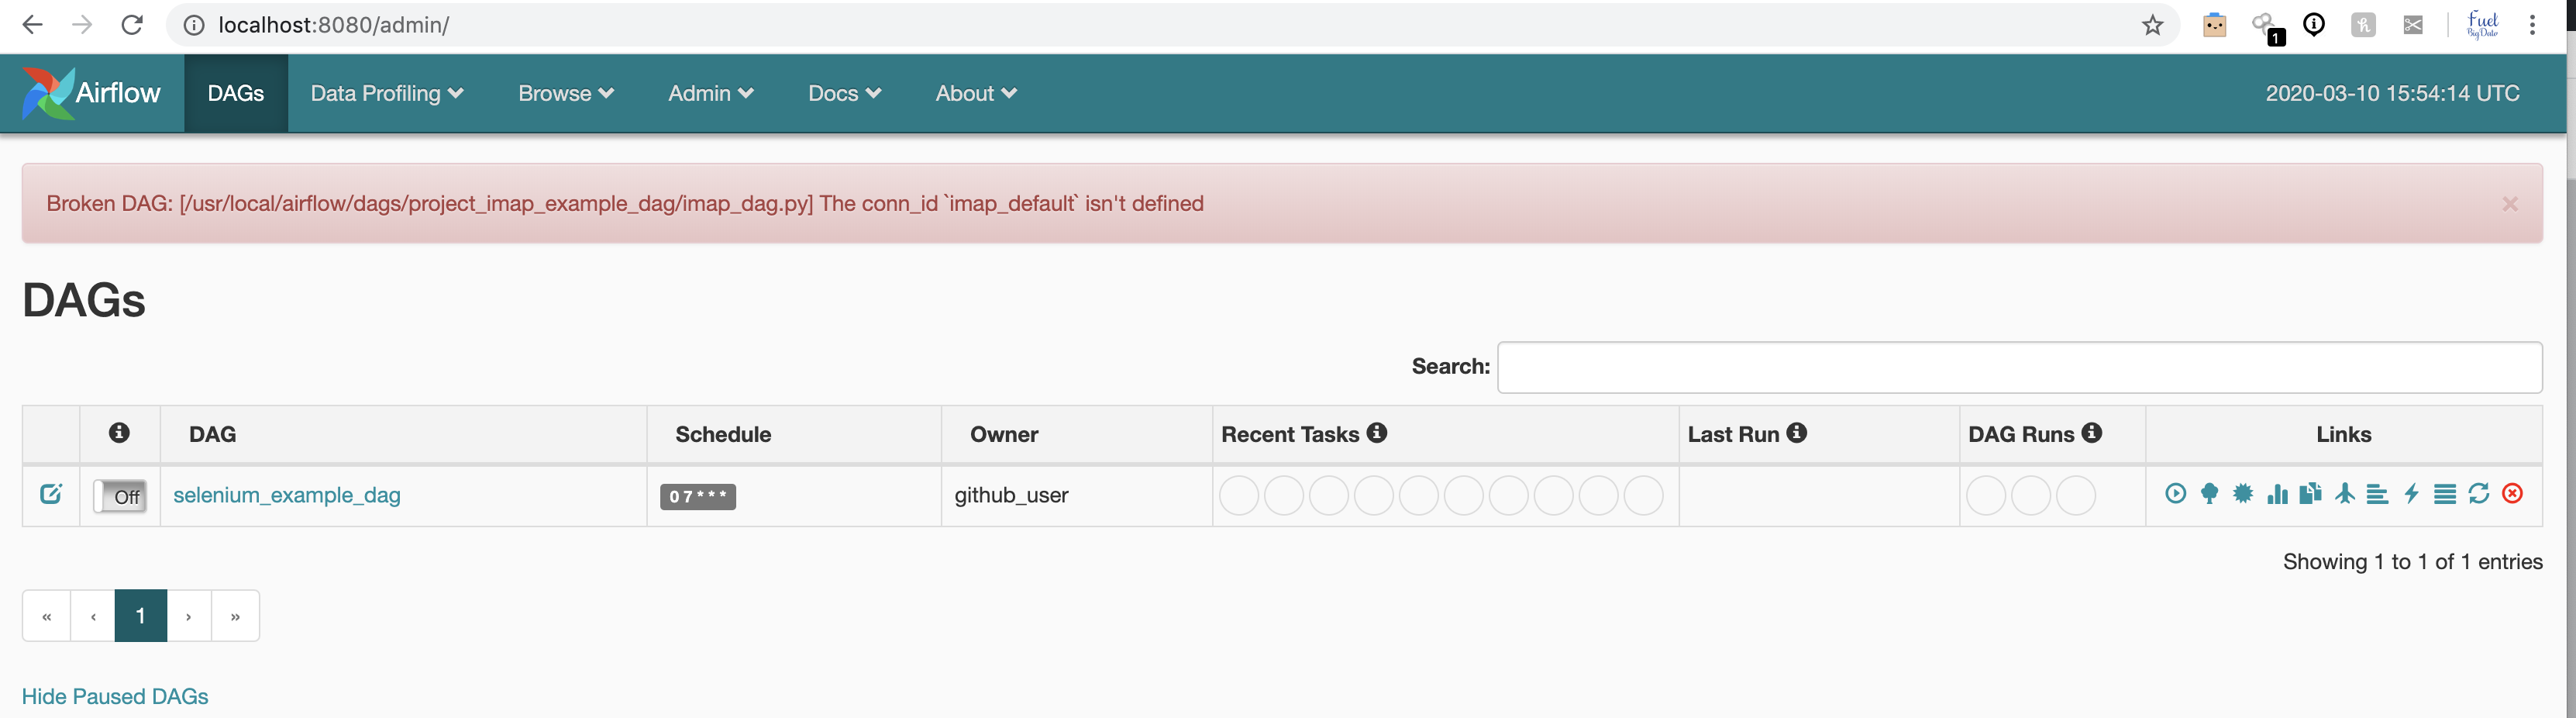 localhost:8080/admin/
1
Fuel
Big Data
Airflow DAGs Data Profiling Browse Admin Docs About 2020-03-10 15:54:14 UTC
Broken DAG: [/usr/local/airflow/dags/project_imap_example_dag/imap_dag.py] The conn_id `imap_default` isn't defined ×
DAGs
Search:
DAG Schedule Owner Recent Tasks Last Run DAG Runs Links
Off selenium_example_dag 0 7 * * * github_user
Showing 1 to 1 of 1 entries
« ‹ 1 › »
Hide Paused DAGs